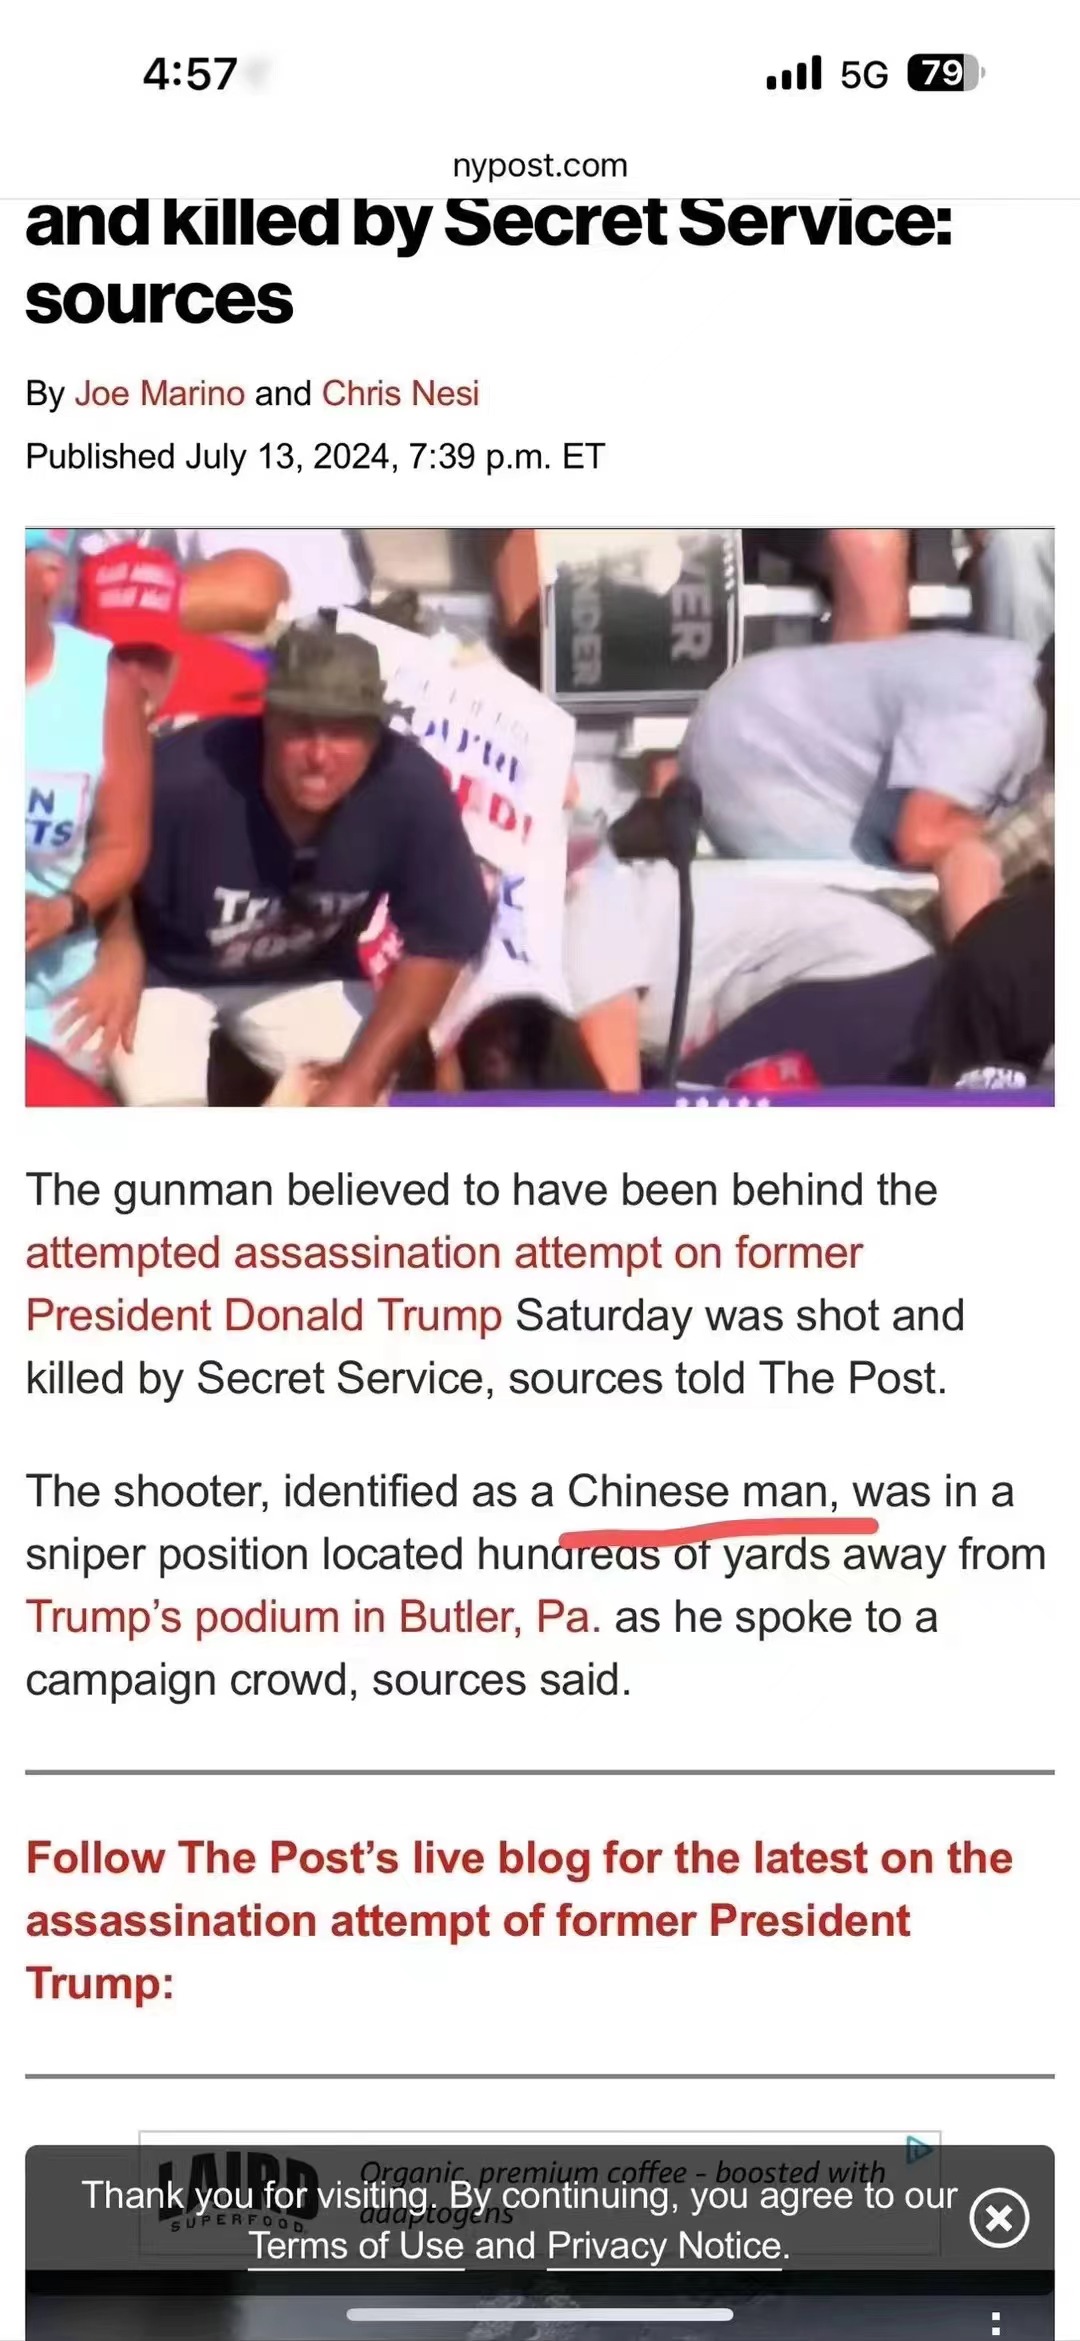 4:57
5G 79
nypost.com
and killed by Secret Service:
sources
By Joe Marino and Chris Nesi
Published July 13, 2024, 7:39 p.m. ET
N
TS
The gunman believed to have been behind the
attempted assassination attempt on former
President Donald Trump Saturday was shot and
killed by Secret Service, sources told The Post.
The shooter, identified as a Chinese man, was in a
sniper position located hundreds of yards away from
Trump’s podium in Butler, Pa. as he spoke to a
campaign crowd, sources said.
Follow The Post’s live blog for the latest on the
assassination attempt of former President
Trump:
LAIRD
SUPERFOOD
Organic, premium coffee - boosted with
adaptogens
Thank you for visiting. By continuing, you agree to our
Terms of Use and Privacy Notice.